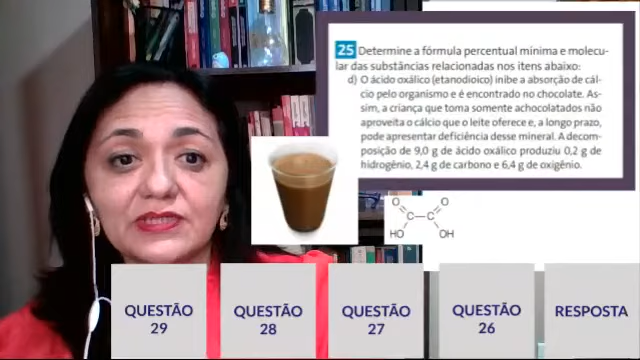 25 Determine a fórmula percentual mínima e molecu-
lar das substâncias relacionadas nos itens abaixo:
d) O ácido oxálico (etanodioico) inibe a absorção de cál-
cio pelo organismo e é encontrado no chocolate. As-
sim, a criança que toma somente achocolatados não
aproveita o cálcio que o leite oferece e, a longo prazo,
pode apresentar deficiência desse mineral. A decom-
posição de 9,0 g de ácido oxálico produziu 0,2 g de
hidrogênio, 2,4 g de carbono e 6,4 g de oxigênio.
O O
C C
HO OH
QUESTÃO
29
QUESTÃO
28
QUESTÃO
27
QUESTÃO
26
RESPOSTA